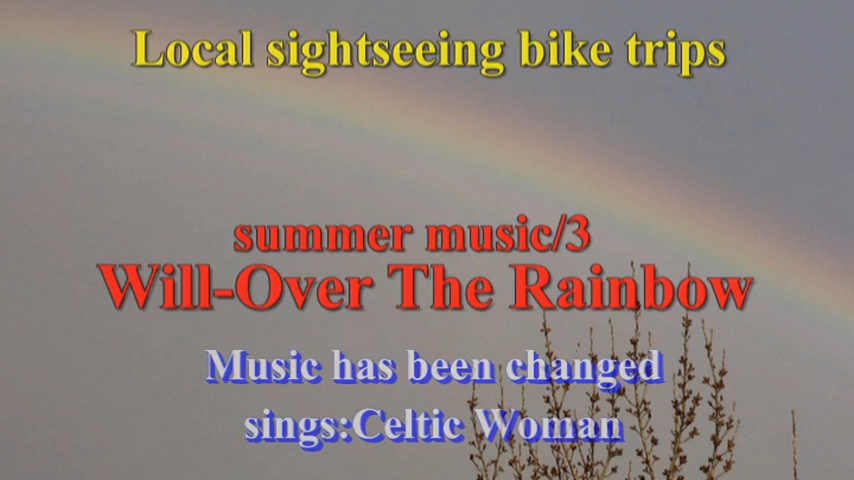 Local sightseeing bike trips
summer music/3
Will-Over The Rainbow
Music has been changed
sings:Celtic Woman